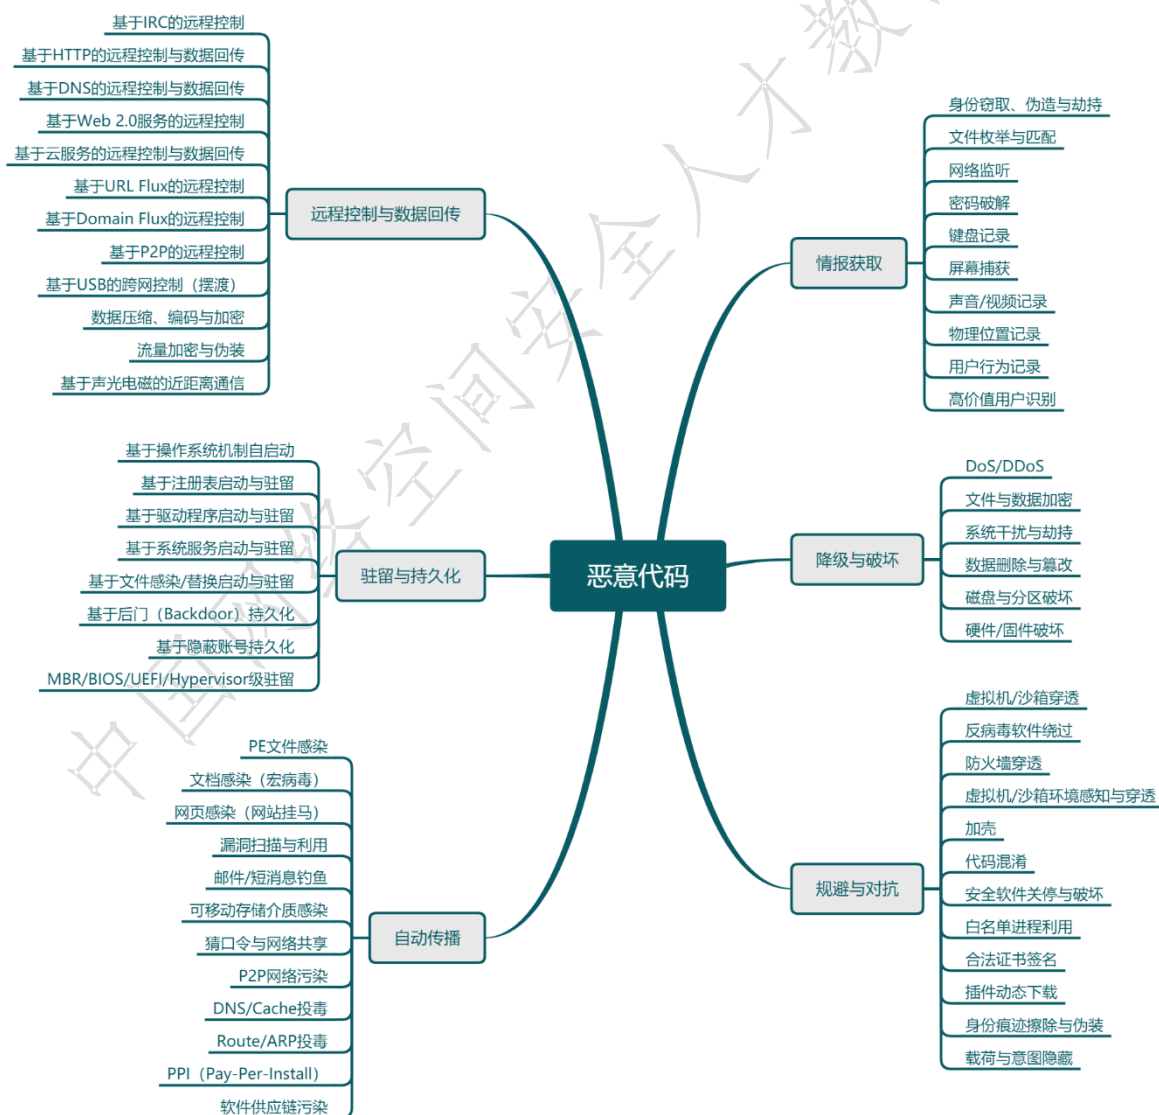 恶意代码
远程控制与数据回传
基于IRC的远程控制
基于HTTP的远程控制与数据回传
基于DNS的远程控制与数据回传
基于Web 2.0服务的远程控制
基于云服务的远程控制与数据回传
基于URL Flux的远程控制
基于Domain Flux的远程控制
基于P2P的远程控制
基于USB的跨网控制（摆渡）
数据压缩、编码与加密
流量加密与伪装
基于声光电磁的近距离通信
驻留与持久化
基于操作系统机制自启动
基于注册表启动与驻留
基于驱动程序启动与驻留
基于系统服务启动与驻留
基于文件感染/替换启动与驻留
基于后门（Backdoor）持久化
基于隐蔽账号持久化
MBR/BIOS/UEFI/Hypervisor级驻留
自动传播
PE文件感染
文档感染（宏病毒）
网页感染（网站挂马）
漏洞扫描与利用
邮件/短消息钓鱼
可移动存储介质感染
猜口令与网络共享
P2P网络污染
DNS/Cache投毒
Route/ARP投毒
PPI（Pay-Per-Install）
软件供应链污染
情报获取
身份窃取、伪造与劫持
文件枚举与匹配
网络监听
密码破解
键盘记录
屏幕捕获
声音/视频记录
物理位置记录
用户行为记录
高价值用户识别
降级与破坏
DoS/DDoS
文件与数据加密
系统干扰与劫持
数据删除与篡改
磁盘与分区破坏
硬件/固件破坏
规避与对抗
虚拟机/沙箱穿透
反病毒软件绕过
防火墙穿透
虚拟机/沙箱环境感知与穿透
加壳
代码混淆
安全软件关停与破坏
白名单进程利用
合法证书签名
插件动态下载
身份痕迹擦除与伪装
载荷与意图隐藏
中国网络空间安全人才教